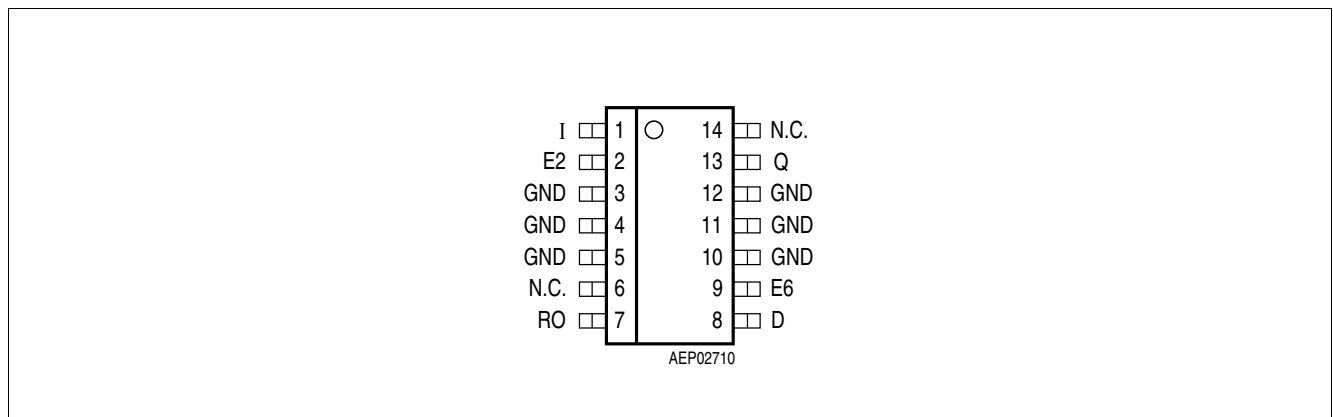 I 1 14 N.C.
E2 2 13 Q
GND 3 12 GND
GND 4 11 GND
GND 5 10 GND
N.C. 6 9 E6
RO 7 8 D
AEP02710